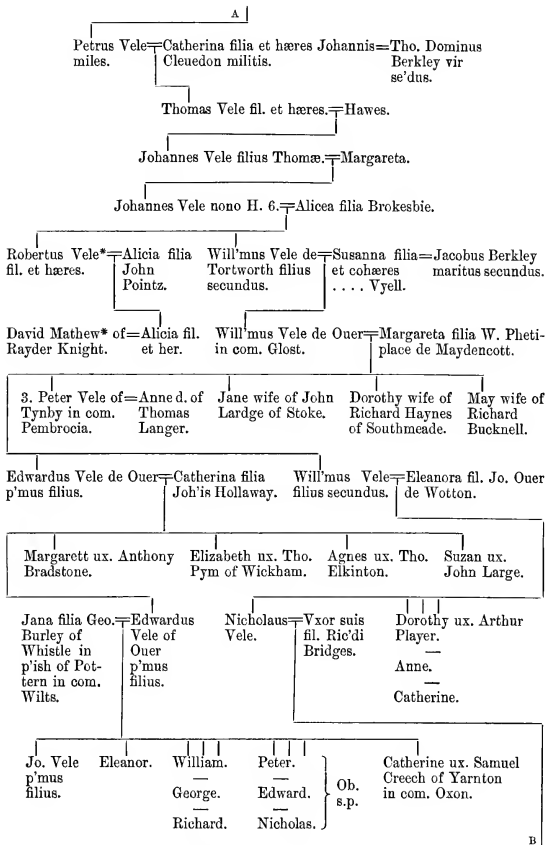 A
Petrus Vele=Catherina filia et hæres Johannis=Tho. Dominus
miles. Cleuedon militis. Berkley vir
se'dus.
Thomas Vele fil. et hæres.=Hawes.
Johannes Vele filius Thomæ.=Margareta.
Johannes Vele nono H. 6.=Alicea filia Brokesbie.
Robertus Vele*=Alicia filia
fil. et hæres. John
Pointz.
Will'mus Vele de=Susanna filia=Jacobus Berkley
Tortworth filius et cohæres maritus secundus.
secundus. .... Vyell.
David Mathew* of=Alicia fil.
Rayder Knight. et her.
Will'mus Vele de Ouer=Margareta filia W. Pheti-
in com. Glost. place de Maydencott.
3. Peter Vele of=Anne d. of
Tynby in com. Thomas
Pembrocia. Langer.
Jane wife of John
Lardge of Stoke.
Dorothy wife of
Richard Haynes
of Southmeade.
May wife of
Richard
Bucknell.
Edwardus Vele de Ouer=Catherina filia
p'mus filius. Joh'is Hollaway.
Will'mus Vele=Eleanora fil. Jo. Ouer
filius secundus. de Wotton.
Margarett ux. Anthony
Bradstone.
Elizabeth ux. Tho.
Pym of Wickham.
Agnes ux. Tho.
Elkinton.
Suzan ux.
John Large.
Jana filia Geo.=Edwardus
Burley of Vele of
Whistle in Ouer
p'ish of Pot- p'mus
tern in com. filius.
Wilts.
Nicholaus=Vxor suis
Vele. fil. Ric'di
Bridges.
Dorothy ux. Arthur
Player.
—
Anne.
—
Catherine.
Jo. Vele
p'mus
filius.
Eleanor.
William.
—
George.
—
Richard.
Peter.
—
Edward.
—
Nicholas.
Ob.
s.p.
Catherine ux. Samuel
Creech of Yarnton
in com. Oxon.
B